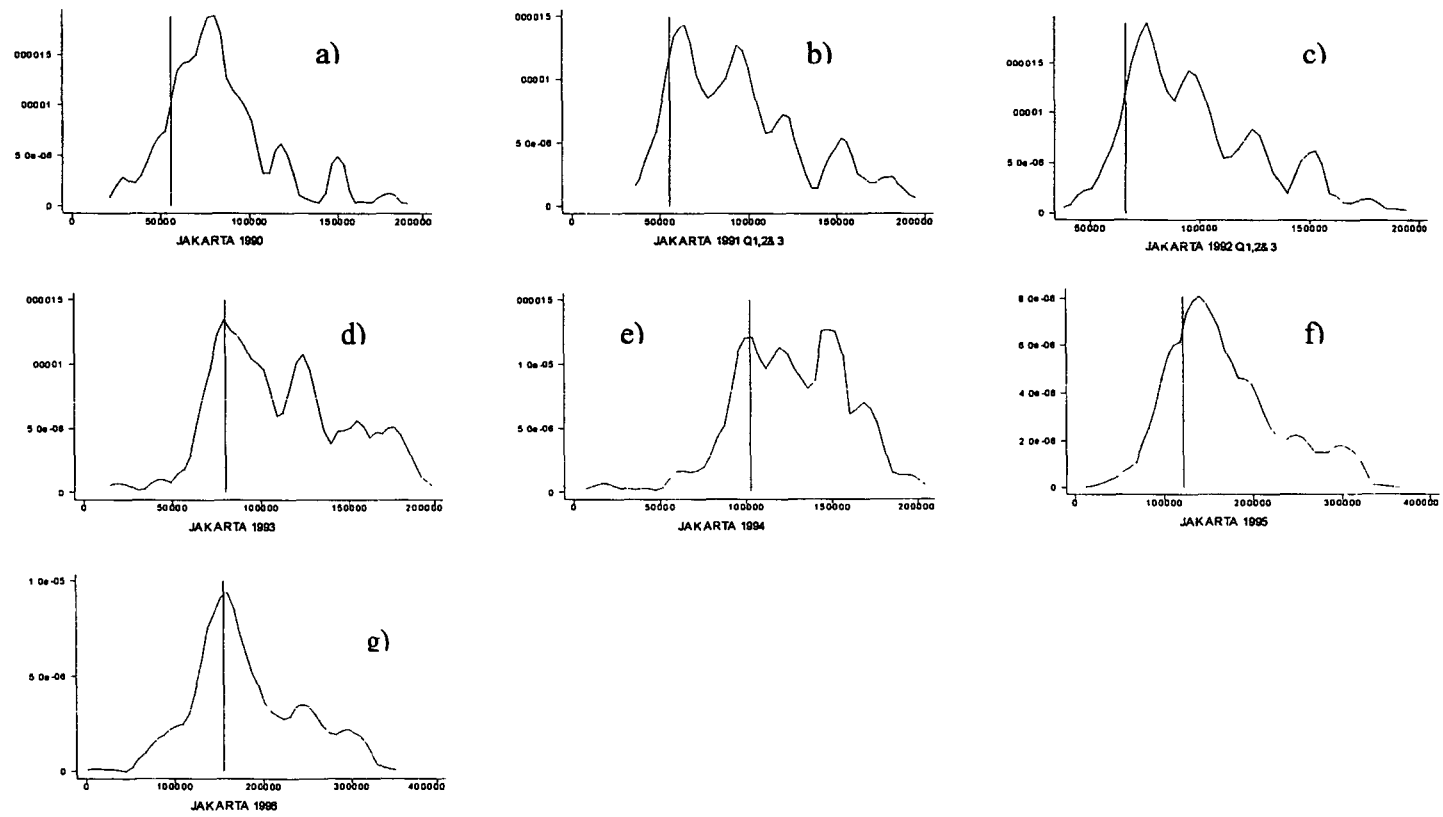 a)
000015
00001
5 0e-06
0
0 50000 100000 150000 200000
JAKARTA 1990
b)
000015
00001
5 0e-06
0
0 50000 100000 150000 200000
JAKARTA 1991 Q1,2& 3
c)
000015
00001
5 0e-06
0
50000 100000 150000 200000
JAKARTA 1992 Q1,2& 3
d)
000015
00001
5 0e-06
0
0 50000 100000 150000 200000
JAKARTA 1993
e)
000015
1 0e-05
5 0e-06
0
0 50000 100000 150000 200000
JAKARTA 1994
f)
8 0e-06
6 0e-06
4 0e-06
2 0e-06
0
0 100000 200000 300000 400000
JAKARTA 1995
g)
1 0e-05
5 0e-06
0
0 100000 200000 300000 400000
JAKARTA 1996